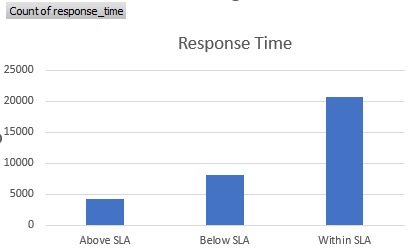 Count of response_time
Response Time
25000
20000
15000
10000
5000
0
Above SLA Below SLA Within SLA